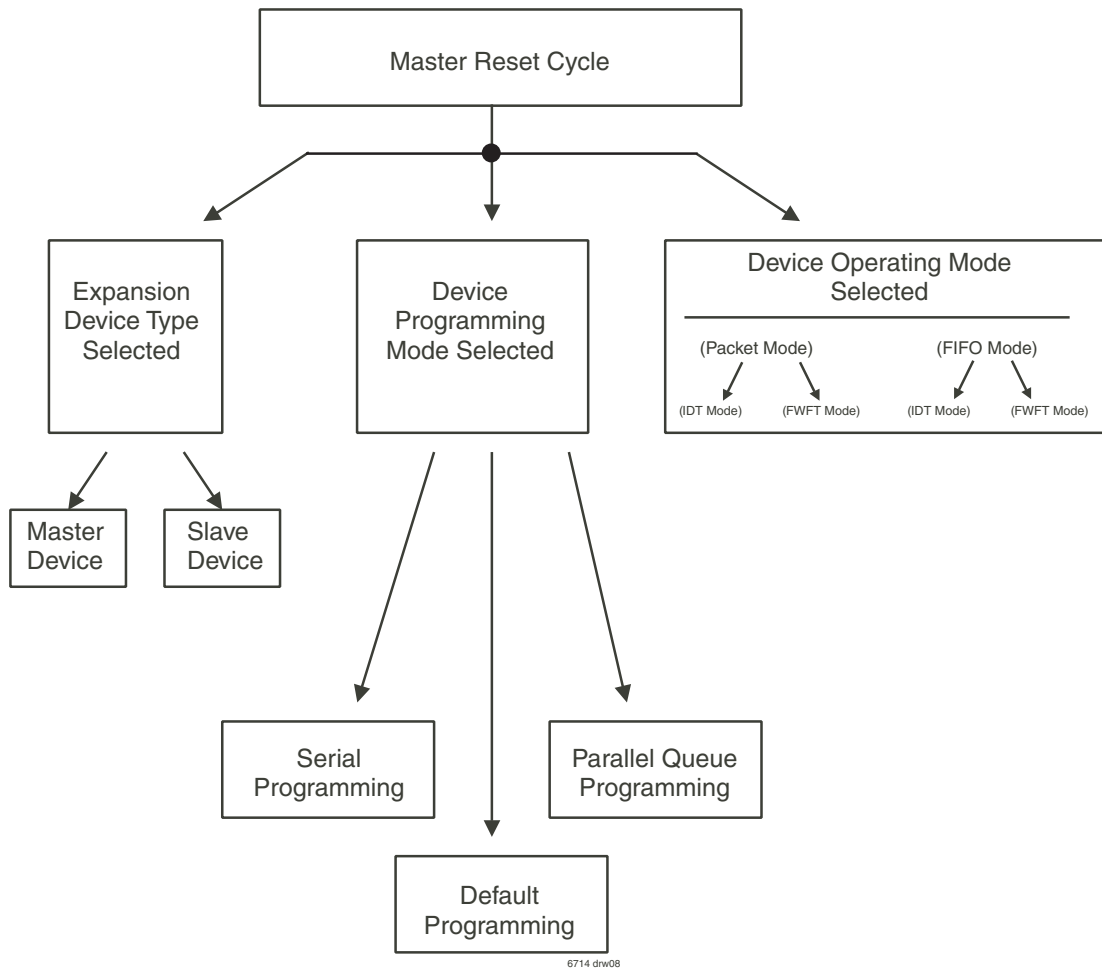 Master Reset Cycle
Expansion
Device Type
Selected
Device
Programming
Mode Selected
Device Operating Mode
Selected
(Packet Mode)
(FIFO Mode)
(IDT Mode)
(FWFT Mode)
(IDT Mode)
(FWFT Mode)
Master
Device
Slave
Device
Serial
Programming
Parallel Queue
Programming
Default
Programming
6714 drw08